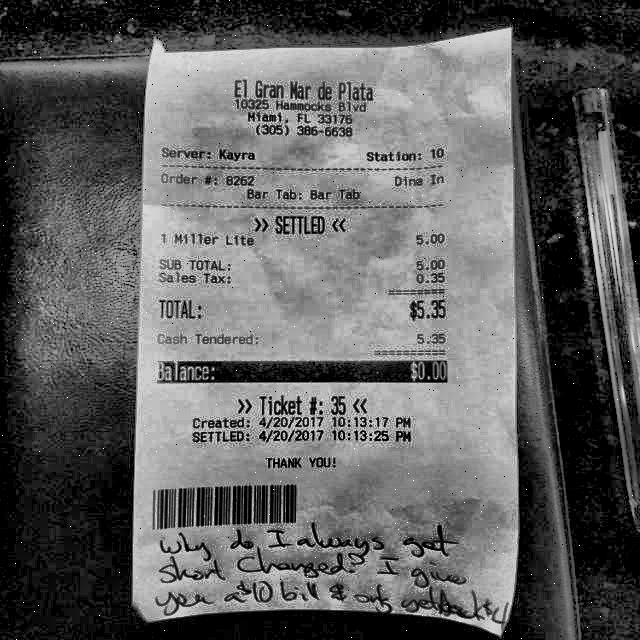 El Gran Mar de Plata
10325 Hammocks Blvd
Miami, FL 33176
(305) 386-6638
Server: Kayra Station: 10
Order #: 8262 Dine In
Bar Tab: Bar Tab
>> SETTLED <<
1 Miller Lite 5.00
SUB TOTAL: 5.00
Sales Tax: 0.35
TOTAL: $5.35
Cash Tendered: 5.35
Balance: $0.00
>> Ticket #: 35 <<
Created: 4/20/2017 10:13:17 PM
SETTLED: 4/20/2017 10:13:25 PM
THANK YOU!
Why do I always get
short changed? I give
you a $10 bill & only get back $4